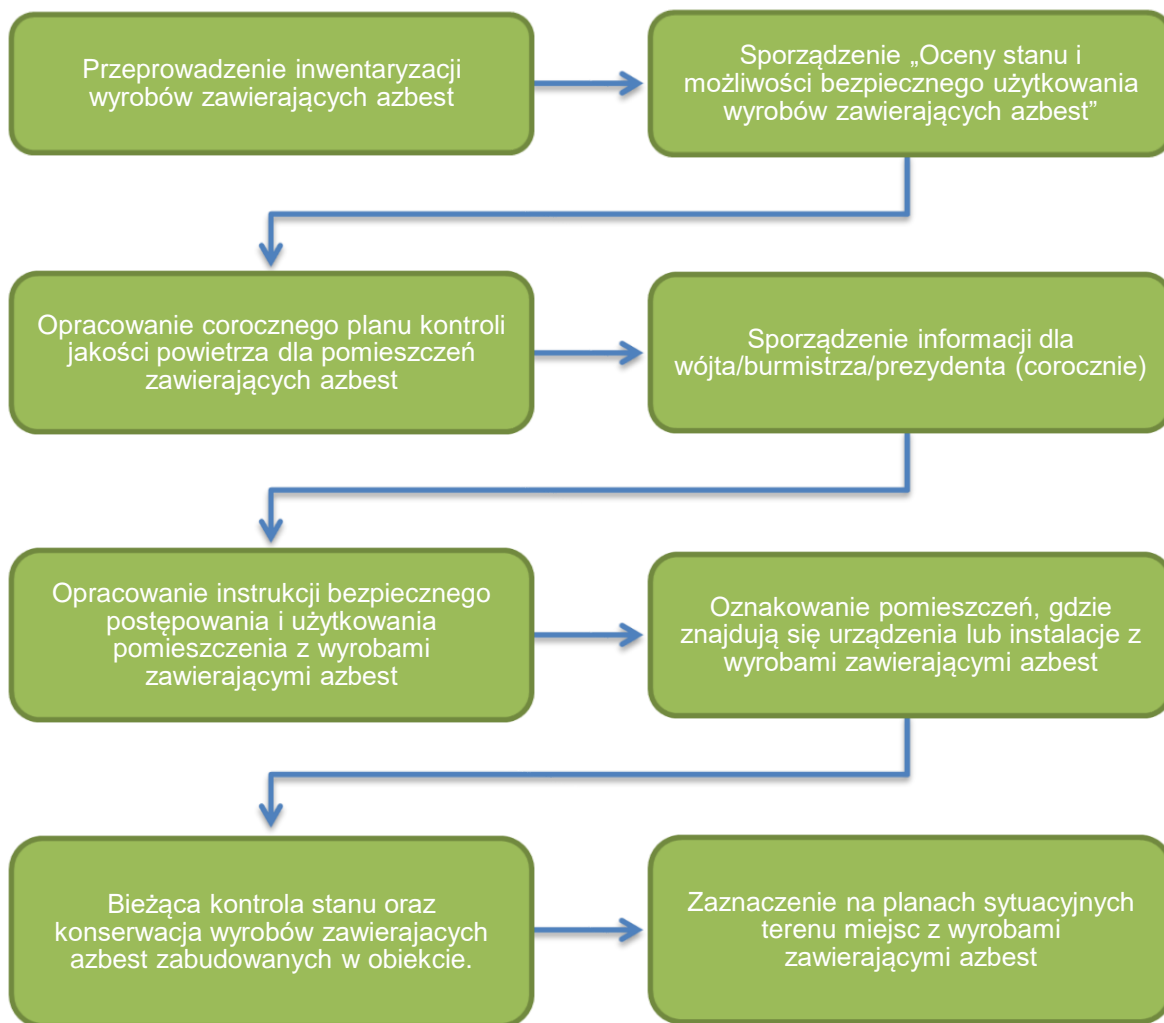 Przeprowadzenie inwentaryzacji
wyrobów zawierających azbest
Sporządzenie „Oceny stanu i
możliwości bezpiecznego użytkowania
wyrobów zawierających azbest”
Opracowanie corocznego planu kontroli
jakości powietrza dla pomieszczeń
zawierających azbest
Sporządzenie informacji dla
wójta/burmistrza/prezydenta (corocznie)
Opracowanie instrukcji bezpiecznego
postępowania i użytkowania
pomieszczenia z wyrobami
zawierającymi azbest
Oznakowanie pomieszczeń, gdzie
znajdują się urządzenia lub instalacje z
wyrobami zawierającymi azbest
Bieżąca kontrola stanu oraz
konserwacja wyrobów zawierajacych
azbest zabudowanych w obiekcie.
Zaznaczenie na planach sytuacyjnych
terenu miejsc z wyrobami
zawierającymi azbest